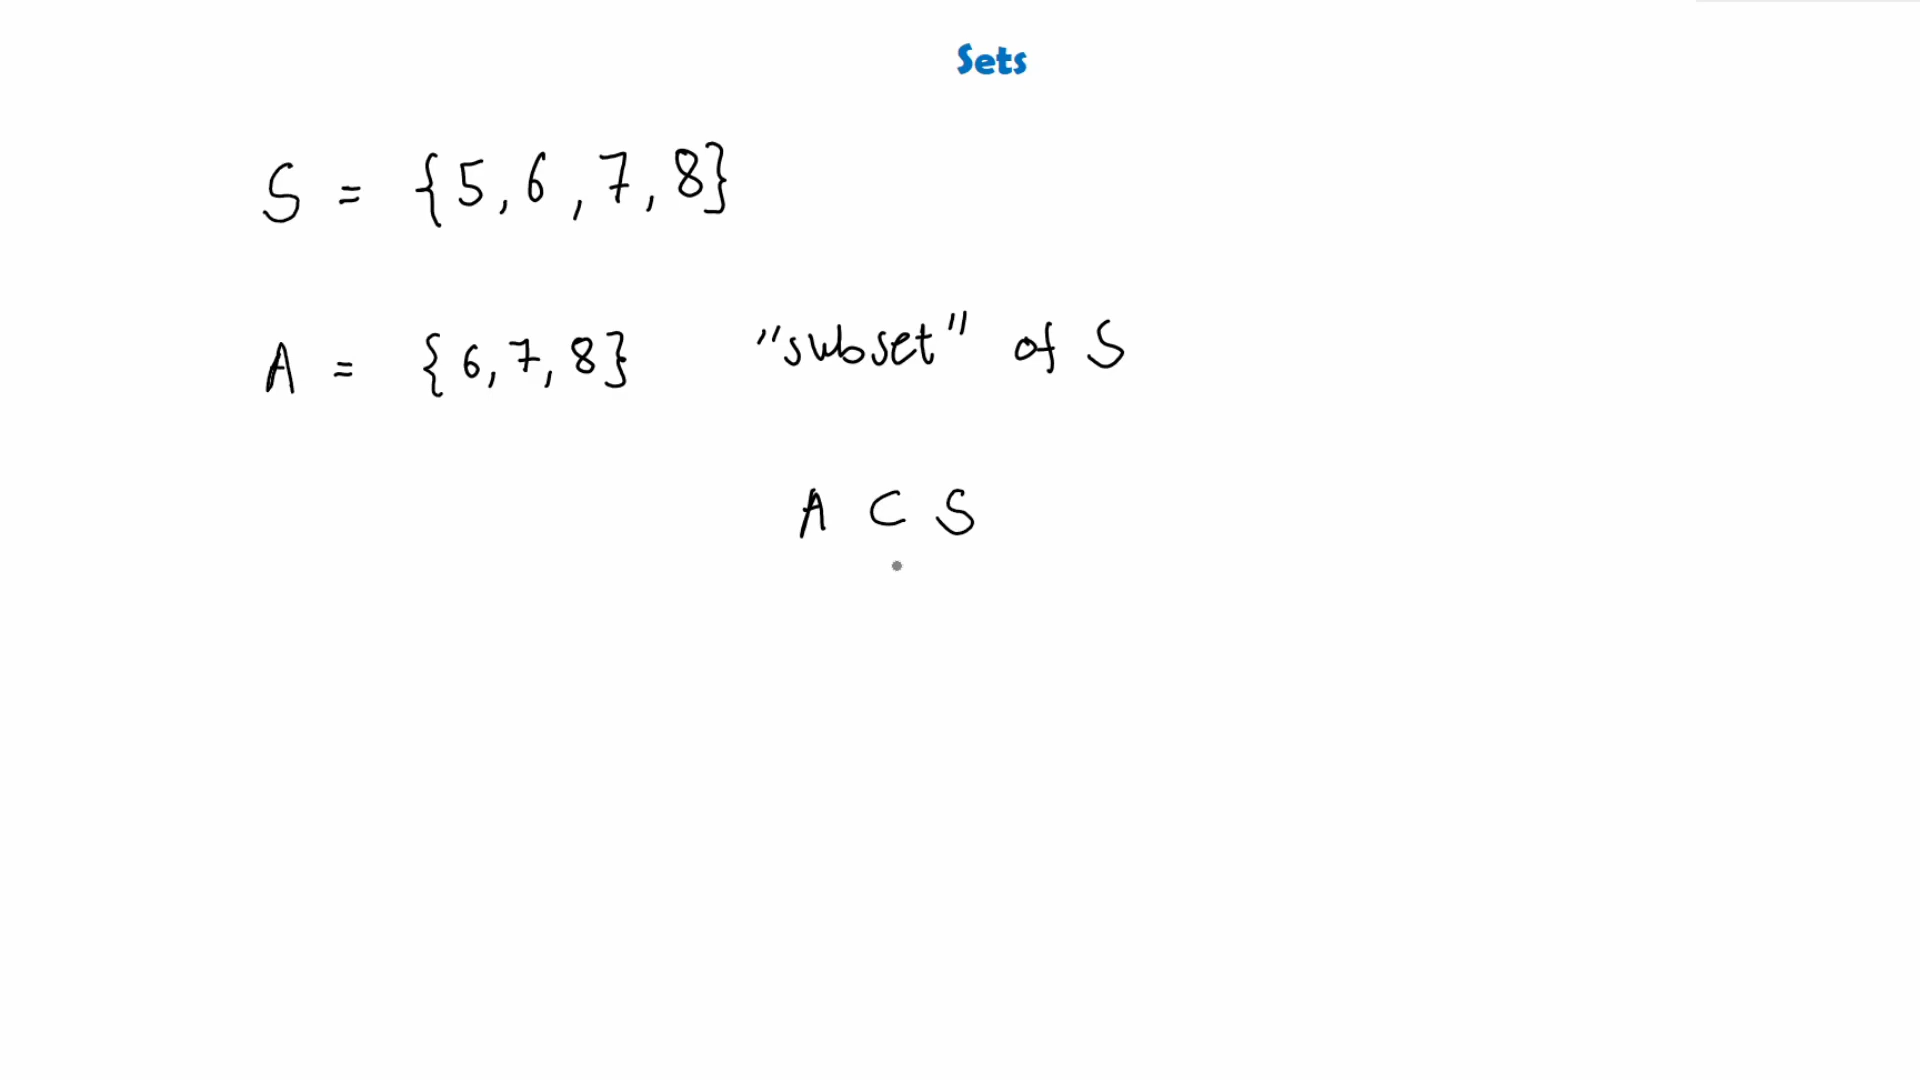 Sets
S = {5, 6, 7, 8}
A = {6, 7, 8} "subset" of S
A ⊂ S